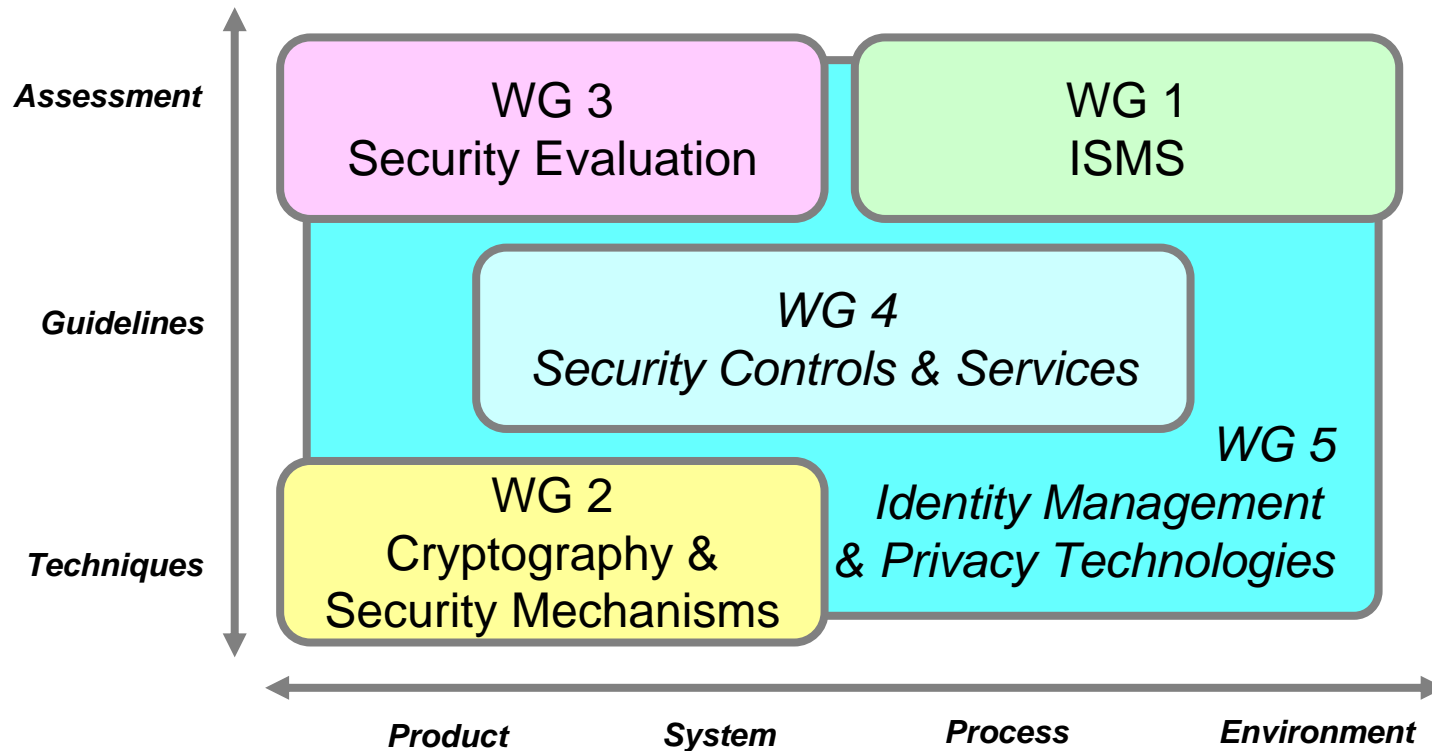 Assessment
WG 3
Security Evaluation
WG 1
ISMS
Guidelines
WG 4
Security Controls & Services
WG 5
Identity Management
& Privacy Technologies
Techniques
WG 2
Cryptography &
Security Mechanisms
Product
System
Process
Environment